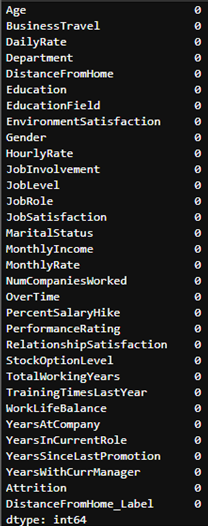 Age 0
BusinessTravel 0
DailyRate 0
Department 0
DistanceFromHome 0
Education 0
EducationField 0
EnvironmentSatisfaction 0
Gender 0
HourlyRate 0
JobInvolvement 0
JobLevel 0
JobRole 0
JobSatisfaction 0
MaritalStatus 0
MonthlyIncome 0
MonthlyRate 0
NumCompaniesWorked 0
OverTime 0
PercentSalaryHike 0
PerformanceRating 0
RelationshipSatisfaction 0
StockOptionLevel 0
TotalWorkingYears 0
TrainingTimesLastYear 0
WorkLifeBalance 0
YearsAtCompany 0
YearsInCurrentRole 0
YearsSinceLastPromotion 0
YearsWithCurrManager 0
Attrition 0
DistanceFromHome_Label 0
dtype: int64